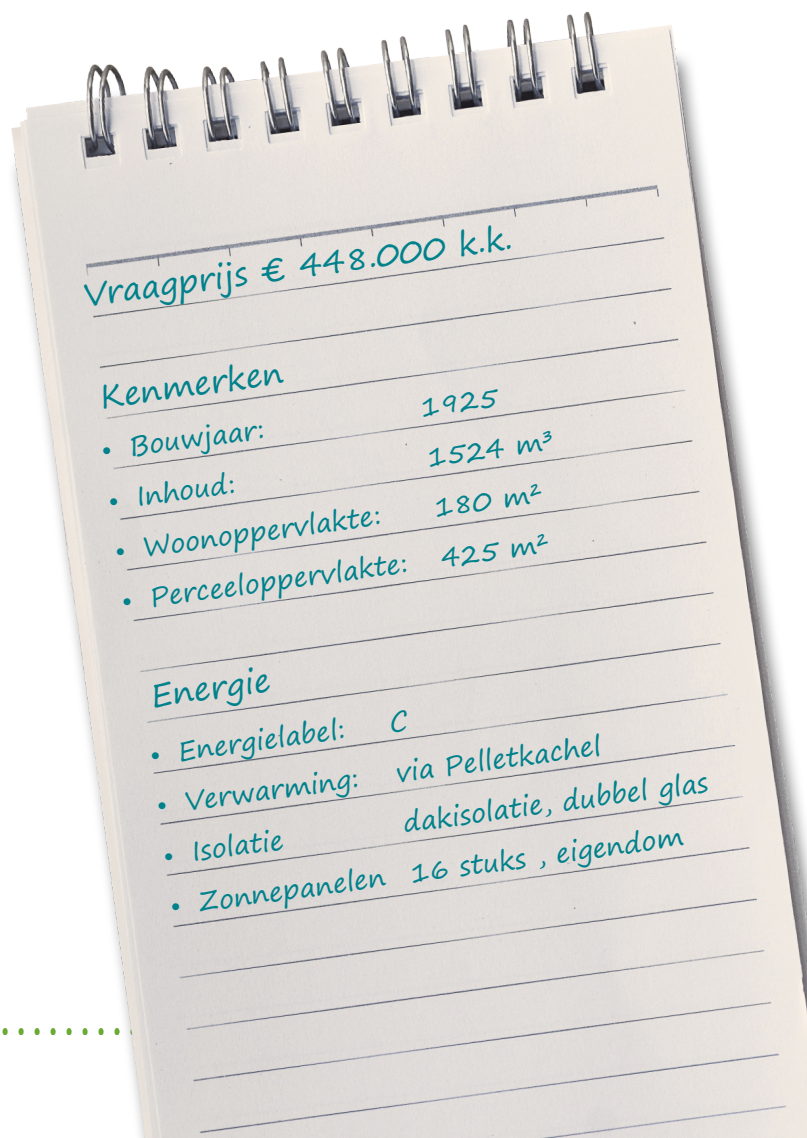 Vraagprijs € 448.000 k.k.
Kenmerken
• Bouwjaar: 1925
• Inhoud: 1524 m³
• Woonoppervlakte: 180 m²
• Perceeloppervlakte: 425 m²
Energie
• Energielabel: C
• Verwarming: via Pelletkachel
• Isolatie dakisolatie, dubbel glas
• Zonnepanelen 16 stuks , eigendom